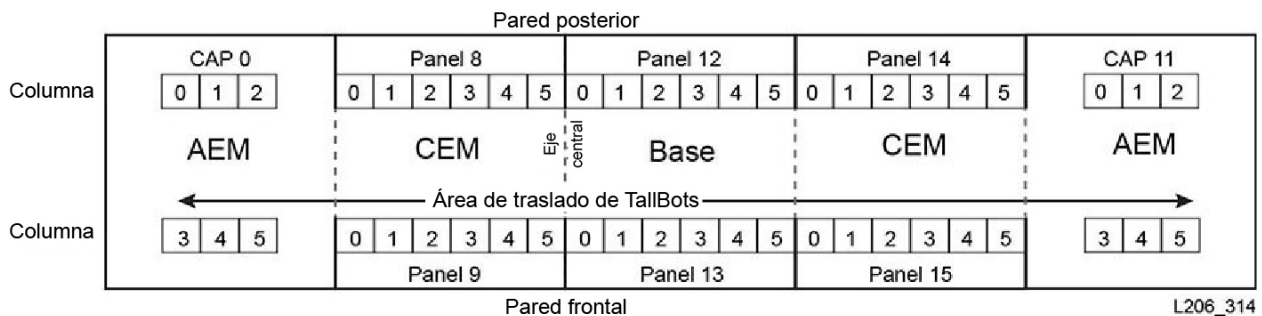 Pared posterior
CAP 0 Panel 8 Panel 12 Panel 14 CAP 11
Columna 0 1 2 0 1 2 3 4 5 0 1 2 3 4 5 0 1 2 3 4 5 0 1 2
AEM CEM Eje central Base CEM AEM
Área de traslado de TallBots
Columna 3 4 5 0 1 2 3 4 5 0 1 2 3 4 5 0 1 2 3 4 5 3 4 5
Panel 9 Panel 13 Panel 15
Pared frontal L206_314